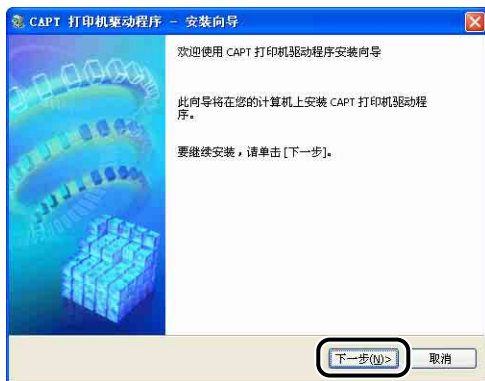 CAPT 打印机驱动程序 - 安装向导
欢迎使用 CAPT 打印机驱动程序安装向导
此向导将在您的计算机上安装 CAPT 打印机驱动程
序。
要继续安装，请单击 [下一步]。
下一步(N)>
取消